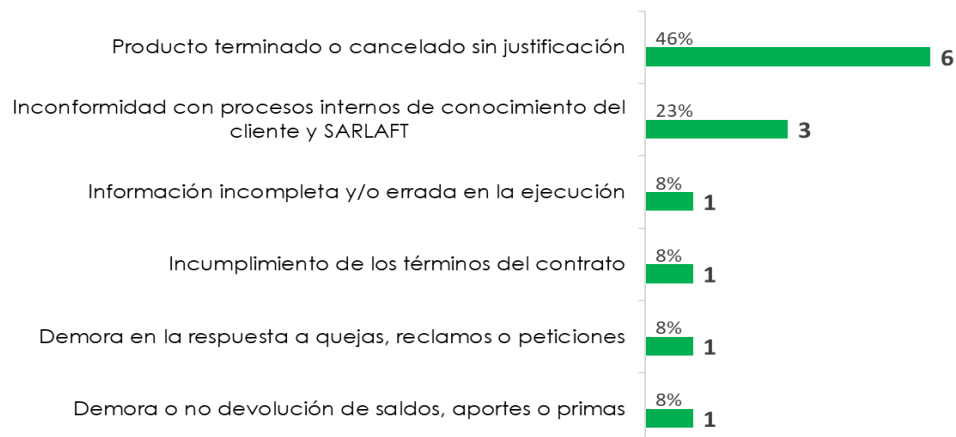 Producto terminado o cancelado sin justificación
46%
6
Inconformidad con procesos internos de conocimiento del
cliente y SARLAFT
23%
3
Información incompleta y/o errada en la ejecución
8%
1
Incumplimiento de los términos del contrato
8%
1
Demora en la respuesta a quejas, reclamos o peticiones
8%
1
Demora o no devolución de saldos, aportes o primas
8%
1